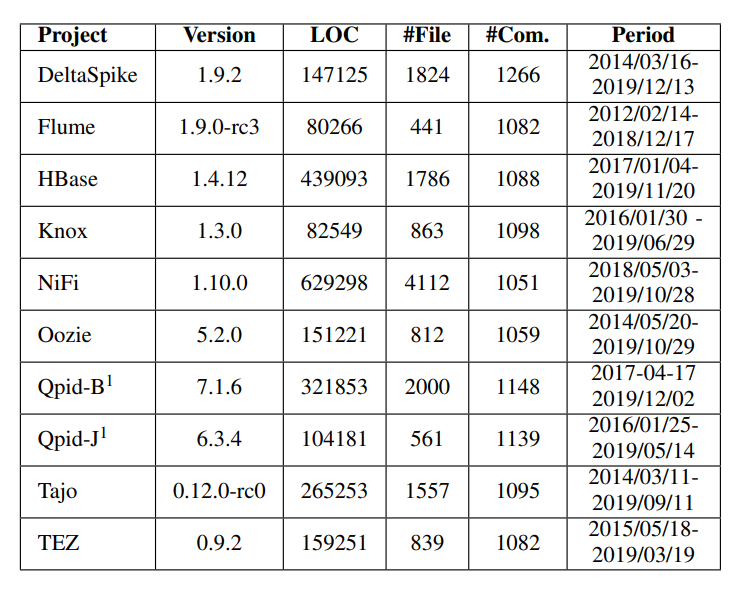 Project Version LOC #File #Com. Period
DeltaSpike 1.9.2 147125 1824 1266 2014/03/16-
2019/12/13
Flume 1.9.0-rc3 80266 441 1082 2012/02/14-
2018/12/17
HBase 1.4.12 439093 1786 1088 2017/01/04-
2019/11/20
Knox 1.3.0 82549 863 1098 2016/01/30 -
2019/06/29
NiFi 1.10.0 629298 4112 1051 2018/05/03-
2019/10/28
Oozie 5.2.0 151221 812 1059 2014/05/20-
2019/10/29
Qpid-B¹ 7.1.6 321853 2000 1148 2017-04-17
2019/12/02
Qpid-J¹ 6.3.4 104181 561 1139 2016/01/25-
2019/05/14
Tajo 0.12.0-rc0 265253 1557 1095 2014/03/11-
2019/09/11
TEZ 0.9.2 159251 839 1082 2015/05/18-
2019/03/19